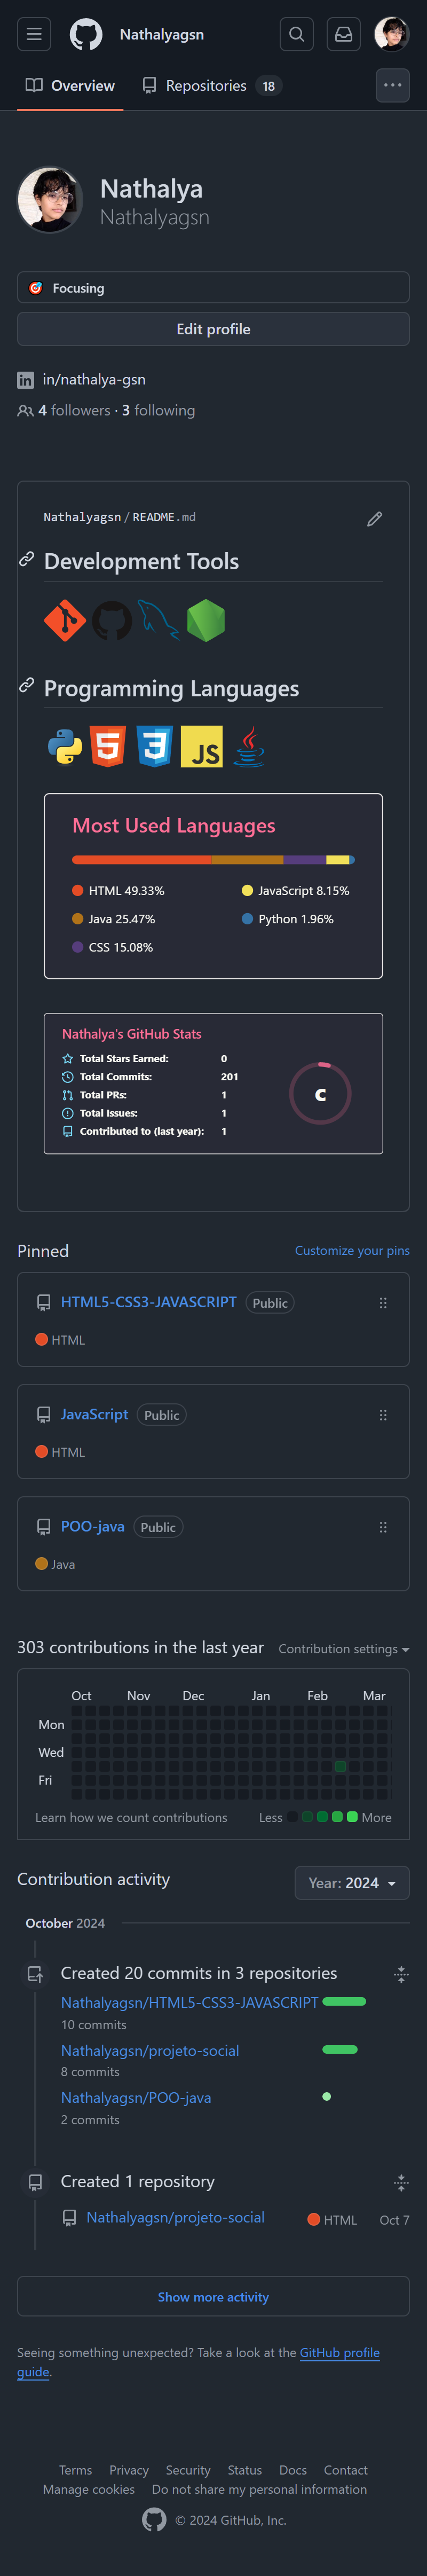 Nathalyagsn
Overview Repositories 18
Nathalya
Nathalyagsn
Focusing
Edit profile
in/nathalya-gsn
4 followers · 3 following
Nathalyagsn / README.md
Development Tools
Programming Languages
JS
Most Used Languages
HTML 49.33% JavaScript 8.15%
Java 25.47% Python 1.96%
CSS 15.08%
Nathalya's GitHub Stats
Total Stars Earned: 0
Total Commits: 201
Total PRs: 1
Total Issues: 1
Contributed to (last year): 1
C
Pinned Customize your pins
HTML5-CSS3-JAVASCRIPT Public
HTML
JavaScript Public
HTML
POO-java Public
Java
303 contributions in the last year Contribution settings
Oct Nov Dec Jan Feb Mar
Mon
Wed
Fri
Learn how we count contributions Less More
Contribution activity Year: 2024
October 2024
Created 20 commits in 3 repositories
Nathalyagsn/HTML5-CSS3-JAVASCRIPT
10 commits
Nathalyagsn/projeto-social
8 commits
Nathalyagsn/POO-java
2 commits
Created 1 repository
Nathalyagsn/projeto-social HTML Oct 7
Show more activity
Seeing something unexpected? Take a look at the GitHub profile
guide.
Terms Privacy Security Status Docs Contact
Manage cookies Do not share my personal information
© 2024 GitHub, Inc.